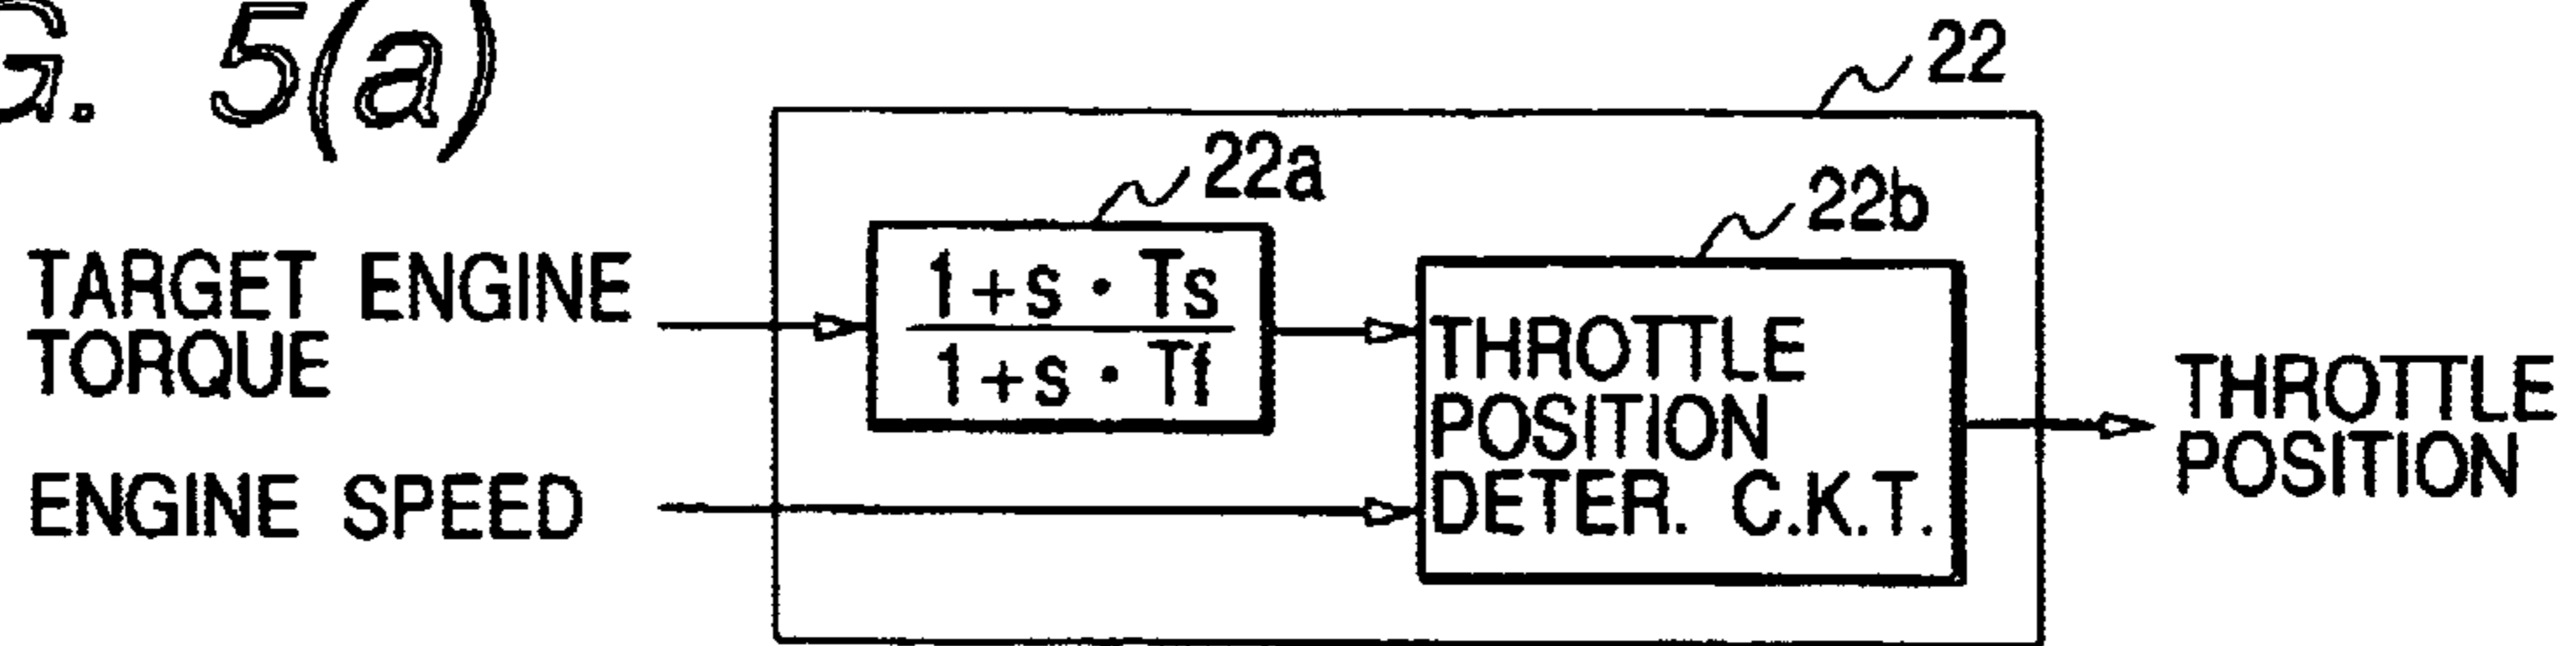 G. 5(a)
22
22a
22b
TARGET ENGINE
TORQUE
1+s · Ts
1+s · Tf
THROTTLE
POSITION
DETER. C.K.T.
THROTTLE
POSITION
ENGINE SPEED